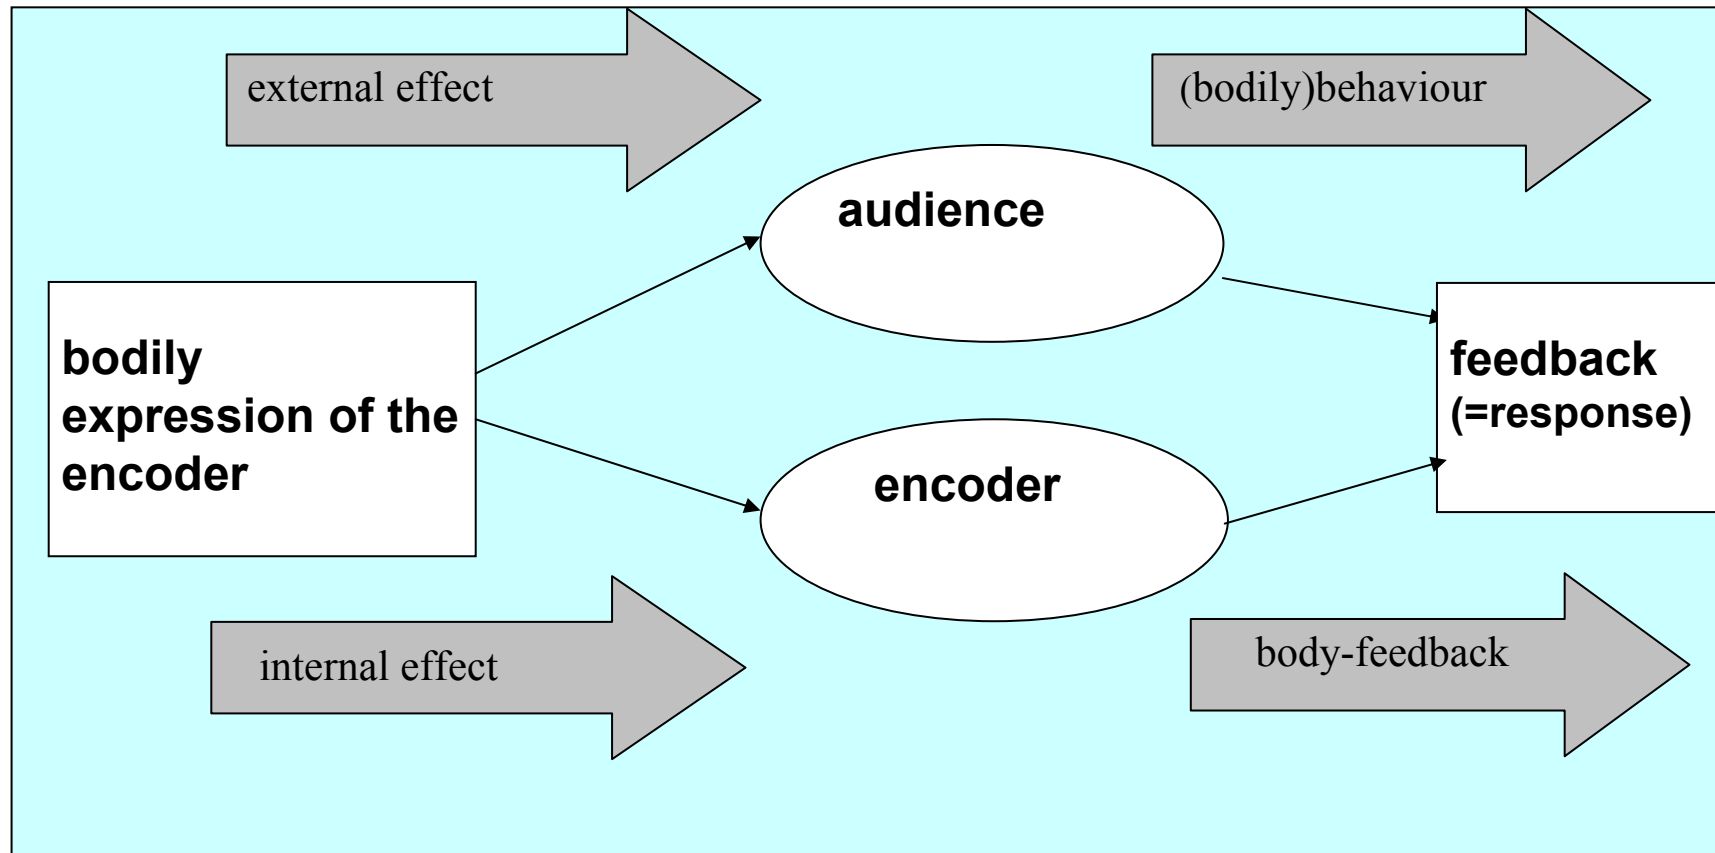 external effect
(bodily)behaviour
audience
bodily
expression of the
encoder
feedback
(=response)
encoder
internal effect
body-feedback